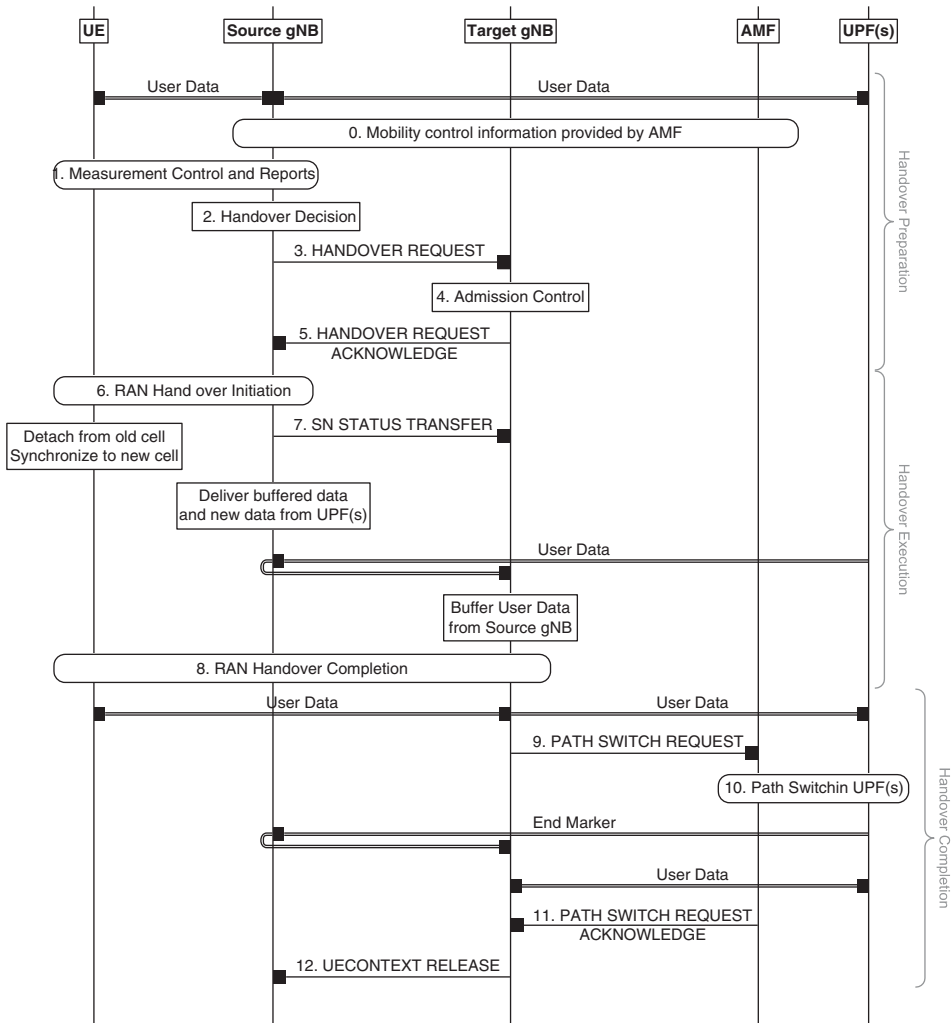 UE
Source gNB
Target gNB
AMF
UPF(s)
User Data
User Data
0. Mobility control information provided by AMF
1. Measurement Control and Reports
2. Handover Decision
3. HANDOVER REQUEST
4. Admission Control
5. HANDOVER REQUEST
ACKNOWLEDGE
Handover Preparation
6. RAN Hand over Initiation
7. SN STATUS TRANSFER
Detach from old cell
Synchronize to new cell
Deliver buffered data
and new data from UPF(s)
User Data
Buffer User Data
from Source gNB
Handover Execution
8. RAN Handover Completion
User Data
User Data
9. PATH SWITCH REQUEST
10. Path Switchin UPF(s)
End Marker
User Data
11. PATH SWITCH REQUEST
ACKNOWLEDGE
12. UECONTEXT RELEASE
Handover Completion